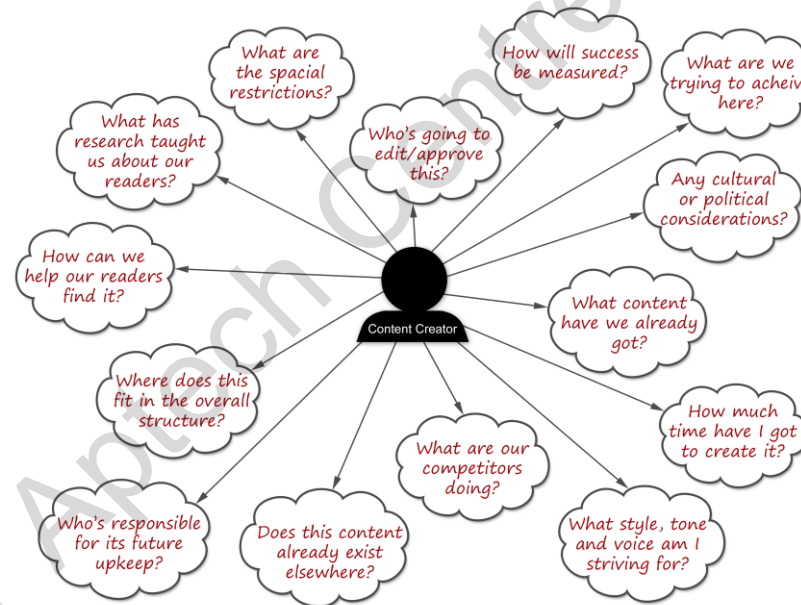 What are
the spacial
restrictions?
How will success
be measured?
What are we
trying to acheiv
here?
What has
research taught
us about our
readers?
Who's going to
edit/approve
this?
Any cultural
or political
considerations?
How can we
help our readers
find it?
What content
have we already
got?
Content Creator
Where does this
fit in the overall
structure?
How much
time have I got
to create it?
What are our
competitors
doing?
Who's responsible
for its future
upkeep?
Does this content
already exist
elsewhere?
What style, tone
and voice am I
striving for?
Aptech Centre